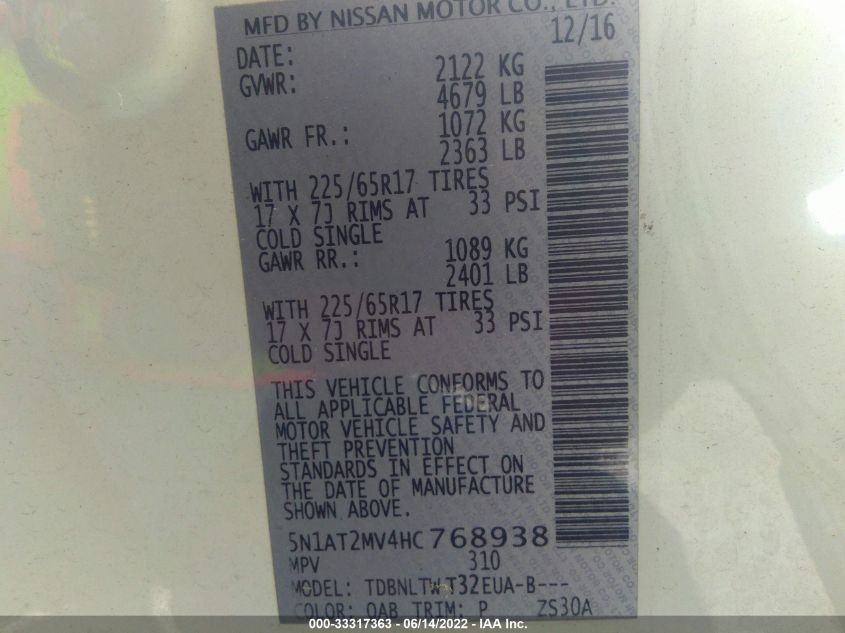 MFD BY NISSAN MOTOR CO., LTD.
DATE: 12/16
GVWR: 2122 KG
4679 LB
GAWR FR.: 1072 KG
2363 LB
WITH 225/65R17 TIRES
17 X 7J RIMS AT 33 PSI
COLD SINGLE
GAWR RR.: 1089 KG
2401 LB
WITH 225/65R17 TIRES
17 X 7J RIMS AT 33 PSI
COLD SINGLE
THIS VEHICLE CONFORMS TO
ALL APPLICABLE FEDERAL
MOTOR VEHICLE SAFETY AND
THEFT PREVENTION
STANDARDS IN EFFECT ON
THE DATE OF MANUFACTURE
SHOWN ABOVE.
5N1AT2MV4HC768938
MPV 310
MODEL: TDBNLTW-T32EUA-B---
COLOR: QAB TRIM: P ZS30A
000-33317363 - 06/14/2022 - IAA Inc.